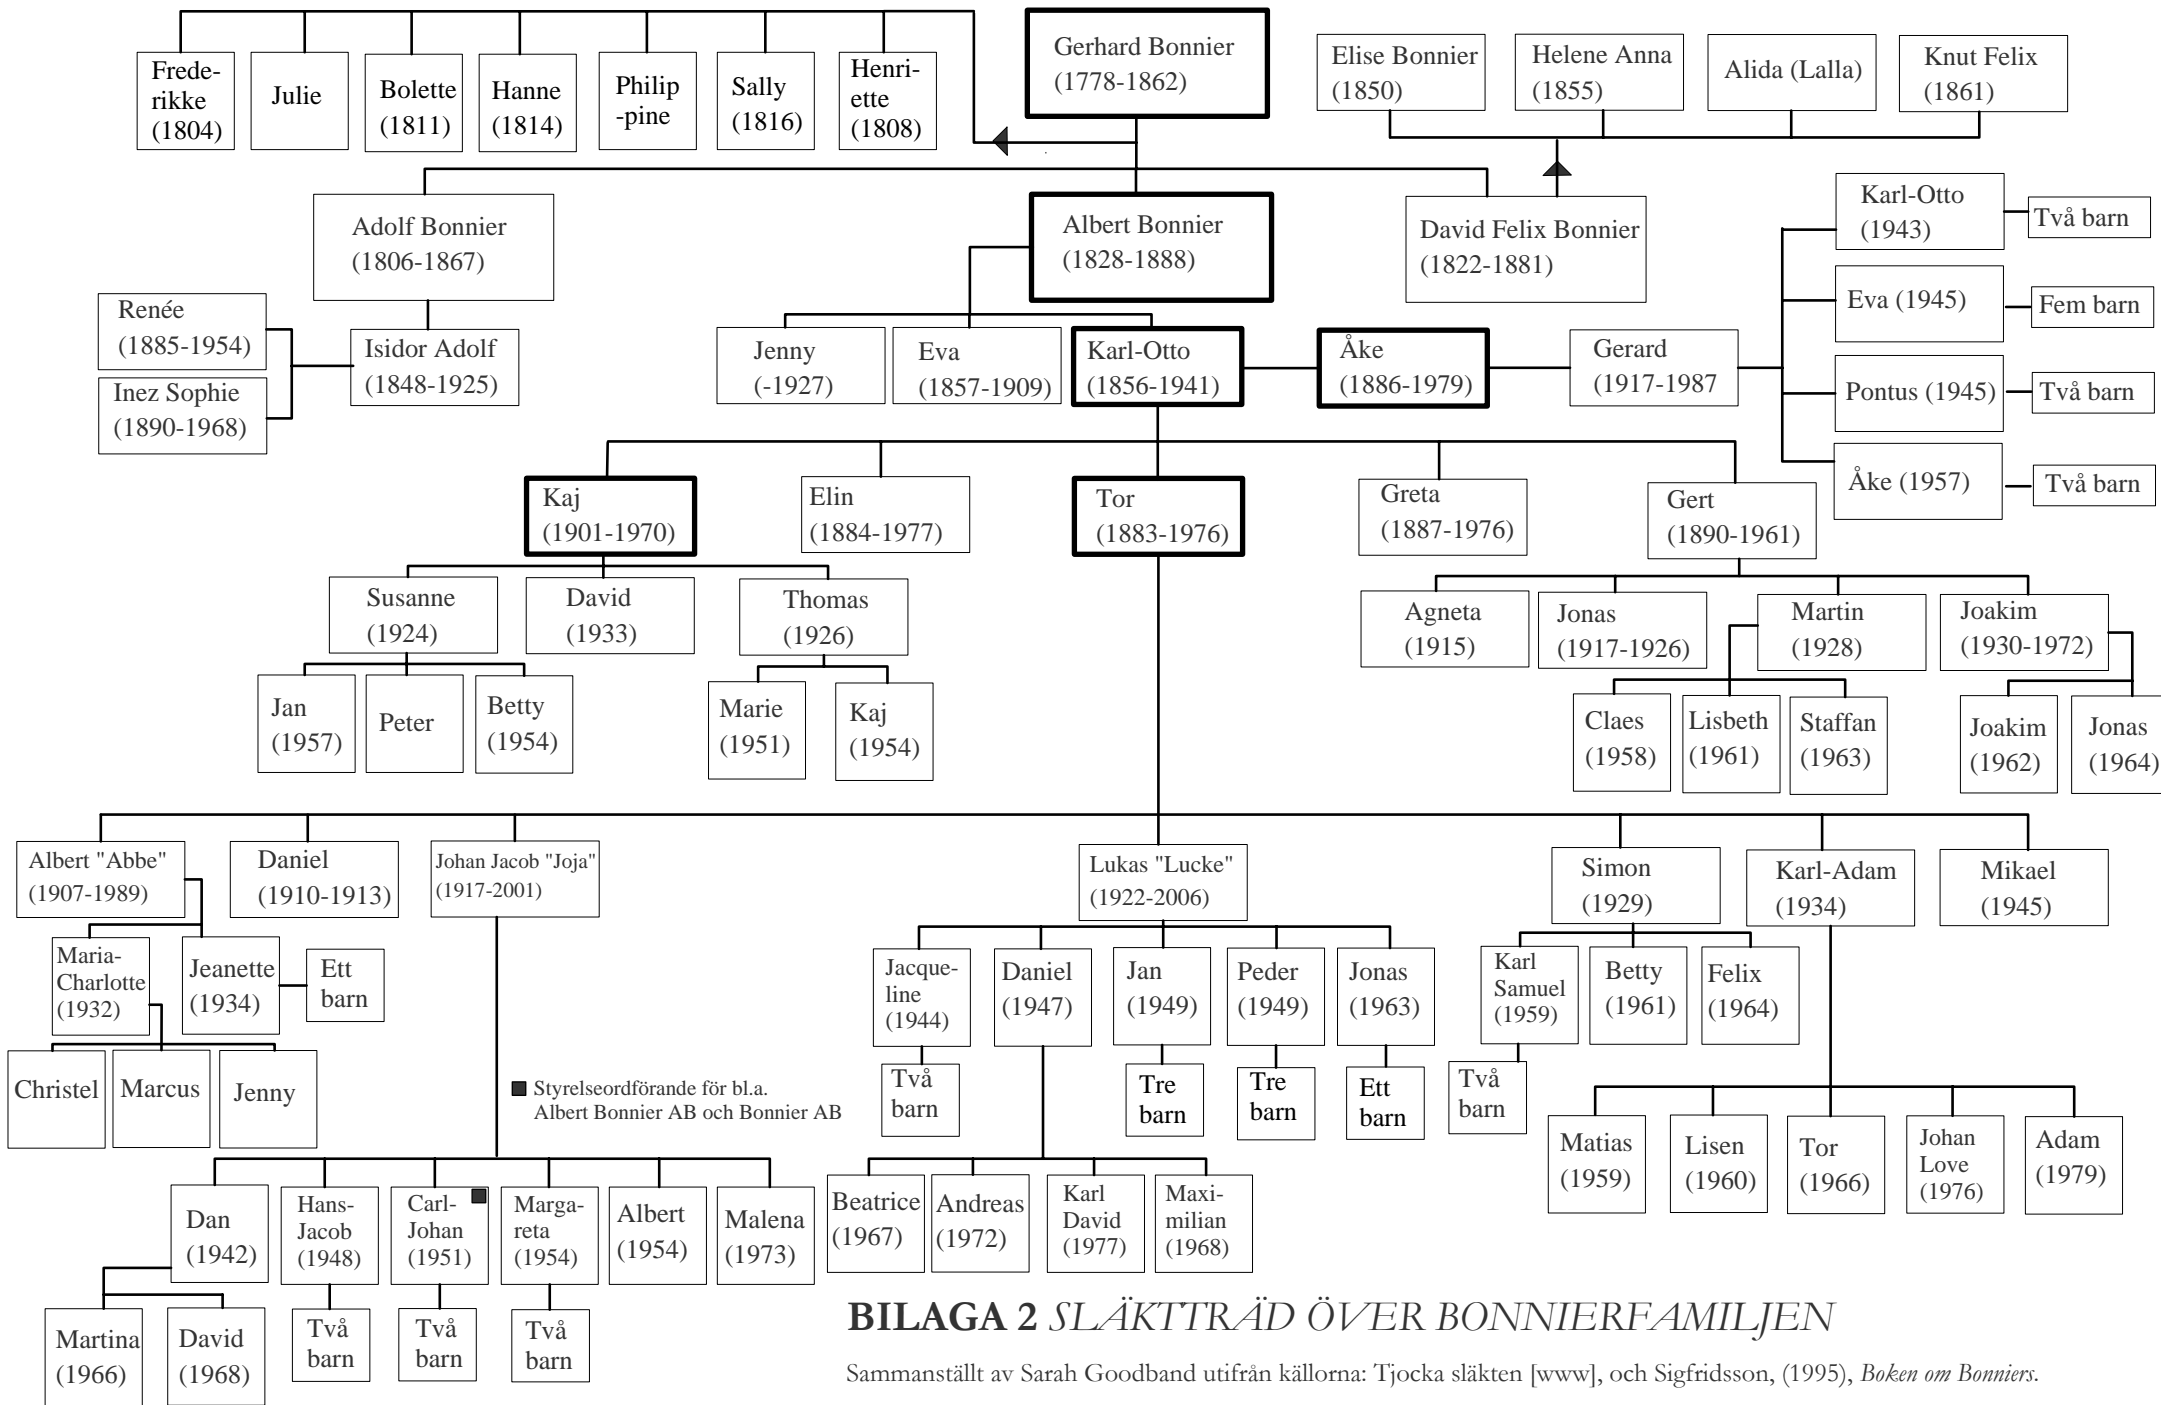 Frede-
rikke
(1804)
Julie
Bolette
(1811)
Hanne
(1814)
Philip
-pine
Sally
(1816)
Henri-
ette
(1808)
Gerhard Bonnier
(1778-1862)
Elise Bonnier
(1850)
Helene Anna
(1855)
Alida (Lalla)
Knut Felix
(1861)
Adolf Bonnier
(1806-1867)
Albert Bonnier
(1828-1888)
David Felix Bonnier
(1822-1881)
Karl-Otto
(1943)
Två barn
Eva (1945)
Fem barn
Pontus (1945)
Två barn
Åke (1957)
Två barn
Renée
(1885-1954)
Inez Sophie
(1890-1968)
Isidor Adolf
(1848-1925)
Jenny
(-1927)
Eva
(1857-1909)
Karl-Otto
(1856-1941)
Åke
(1886-1979)
Gerard
(1917-1987
Kaj
(1901-1970)
Elin
(1884-1977)
Tor
(1883-1976)
Greta
(1887-1976)
Gert
(1890-1961)
Susanne
(1924)
David
(1933)
Thomas
(1926)
Agneta
(1915)
Jonas
(1917-1926)
Martin
(1928)
Joakim
(1930-1972)
Jan
(1957)
Peter
Betty
(1954)
Marie
(1951)
Kaj
(1954)
Claes
(1958)
Lisbeth
(1961)
Staffan
(1963)
Joakim
(1962)
Jonas
(1964)
Albert "Abbe"
(1907-1989)
Daniel
(1910-1913)
Johan Jacob "Joja"
(1917-2001)
Lukas "Lucke"
(1922-2006)
Simon
(1929)
Karl-Adam
(1934)
Mikael
(1945)
Maria-
Charlotte
(1932)
Jeanette
(1934)
Ett
barn
Jacque-
line
(1944)
Daniel
(1947)
Jan
(1949)
Peder
(1949)
Jonas
(1963)
Karl
Samuel
(1959)
Betty
(1961)
Felix
(1964)
Christel
Marcus
Jenny
Styrelseordförande för bl.a.
Albert Bonnier AB och Bonnier AB
Två
barn
Tre
barn
Tre
barn
Ett
barn
Två
barn
Matias
(1959)
Lisen
(1960)
Tor
(1966)
Johan
Love
(1976)
Adam
(1979)
Dan
(1942)
Hans-
Jacob
(1948)
Carl-
Johan
(1951)
Marga-
reta
(1954)
Albert
(1954)
Malena
(1973)
Beatrice
(1967)
Andreas
(1972)
Karl
David
(1977)
Maxi-
milian
(1968)
Martina
(1966)
David
(1968)
Två
barn
Två
barn
Två
barn
BILAGA 2 SLÄKTTRÄD ÖVER BONNIERFAMILJEN
Sammanställt av Sarah Goodband utifrån källorna: Tjocka släkten [www], och Sigfridsson, (1995), Boken om Bonniers.